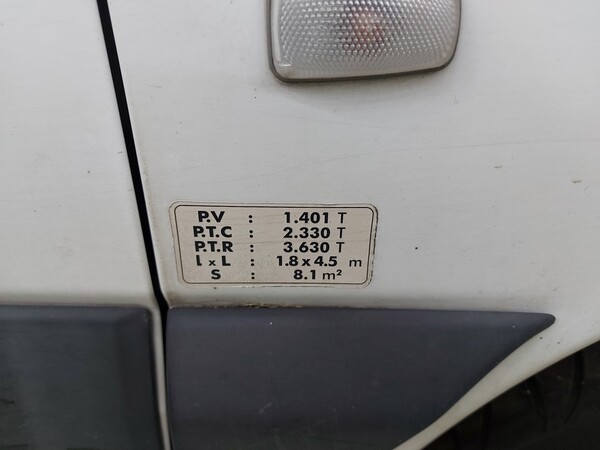 P.V : 1.401 T
P.T.C : 2.330 T
P.T.R : 3.630 T
l x L : 1.8 x 4.5 m
S : 8.1 m²